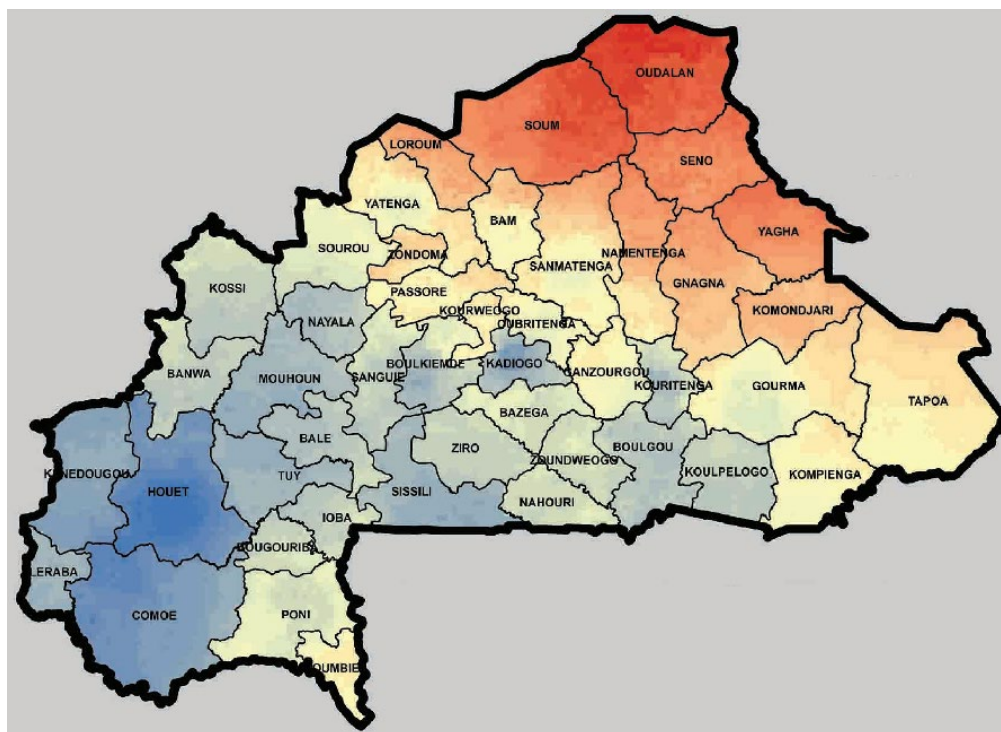 OUDALAN
SOUM
LOROUM
SENO
YATENGA
BAM
YAGHA
SOUROU
ZONDOMA
NAMENTENGA
SANMATENGA
KOSSI
GNAGNA
PASSORE
KOMONDJARI
KOURWEOGO
NAYALA
OUBRITENGA
BOULKIEMDE
KADIOGO
BANWA
MOUHOUN
SANGUIE
GANZOURGOU
KOURITENGA
GOURMA
TAPOA
BAZEGA
BALE
ZIRO
BOULGOU
ZOUNDWEOGO
KENEDOUGOU
TUY
KOULPELOGO
KOMPIENGA
HOUET
SISSILI
NAHOURI
IOBA
BOUGOURIBA
LERABA
COMOE
PONI
NOUMBIEL